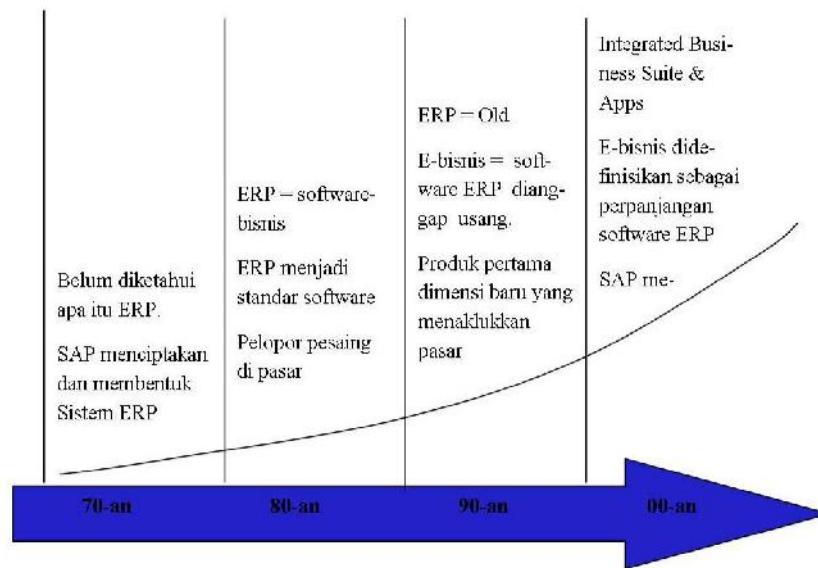 Belum diketahui
apa itu ERP.
SAP menciptakan
dan membentuk
Sistem ERP
ERP = software-
bisnis
ERP menjadi
standar software
Pelopor pesaing
di pasar
ERP = Old
E-bisnis = soft-
ware ERP diang-
gap usang.
Produk pertama
dimensi baru yang
menaklukkan
pasar
Integrated Busi-
ness Suite &
Apps
E-bisnis dide-
finisikan sebagai
perpanjangan
software ERP
SAP me-
70-an
80-an
90-an
00-an